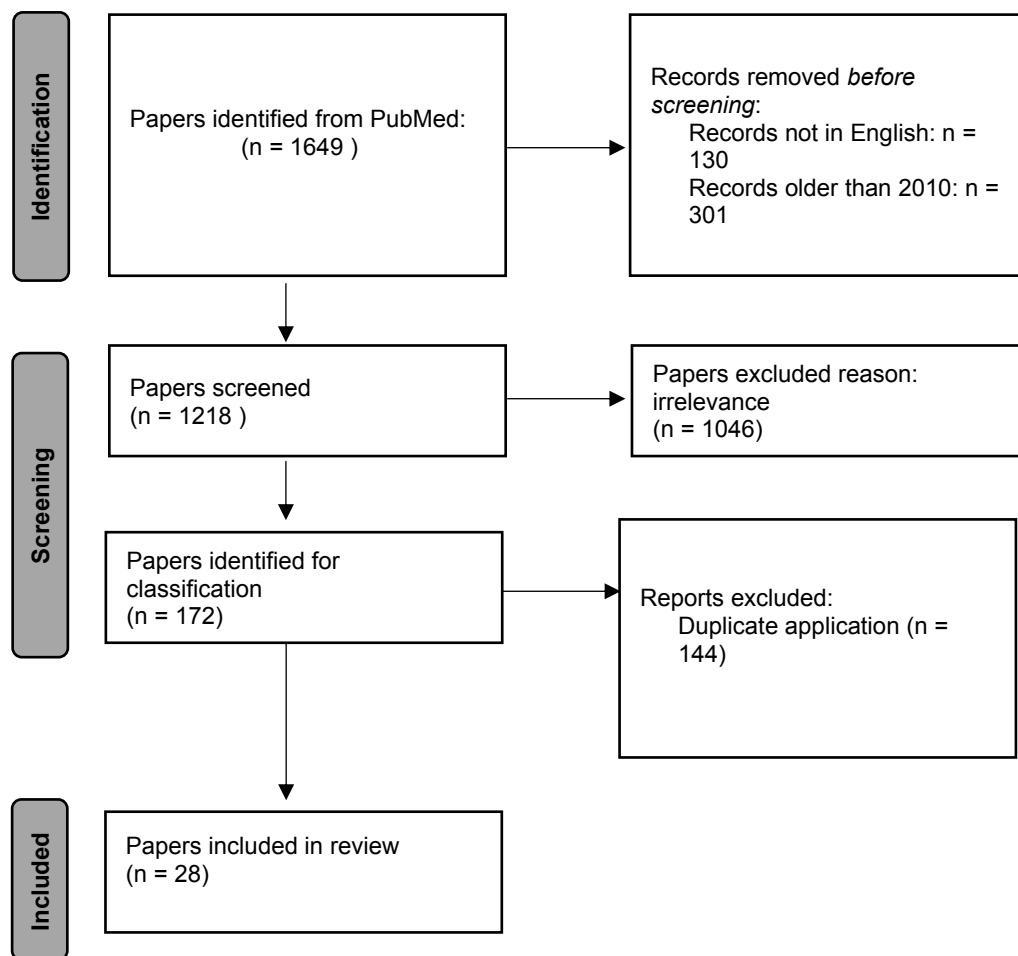 Identification
Papers identified from PubMed:
(n = 1649 )
Records removed before
screening:
Records not in English: n =
130
Records older than 2010: n =
301
Screening
Papers screened
(n = 1218 )
Papers excluded reason:
irrelevance
(n = 1046)
Papers identified for
classification
(n = 172)
Reports excluded:
Duplicate application (n =
144)
Included
Papers included in review
(n = 28)